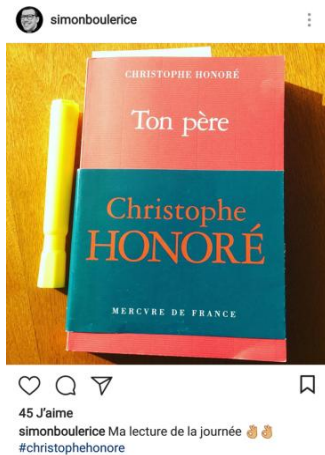 simonboulerice
CHRISTOPHE HONORÉ
Ton père
Christophe
HONORÉ
MERCVRE DE FRANCE
45 J'aime
simonboulerice Ma lecture de la journée 👌🏼👌🏼
#christophehonore